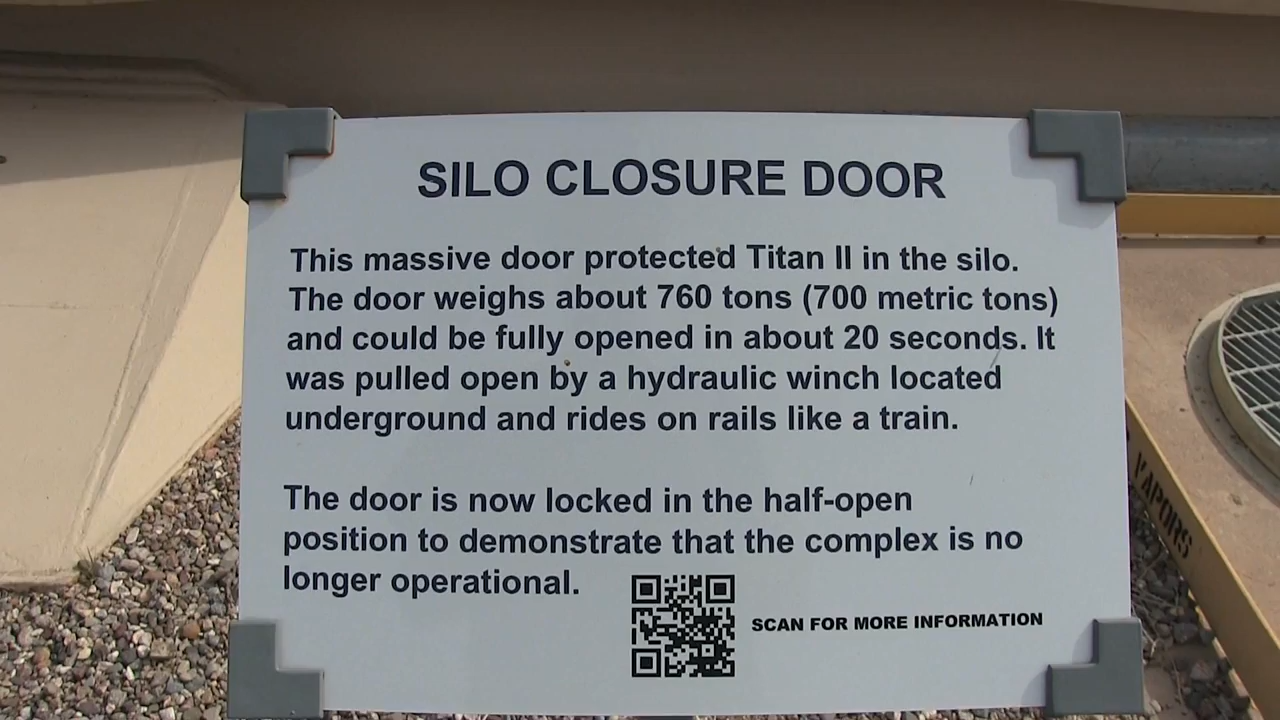 SILO CLOSURE DOOR
This massive door protected Titan II in the silo.
The door weighs about 760 tons (700 metric tons)
and could be fully opened in about 20 seconds. It
was pulled open by a hydraulic winch located
underground and rides on rails like a train.
The door is now locked in the half-open
position to demonstrate that the complex is no
longer operational.
SCAN FOR MORE INFORMATION
VAPORS